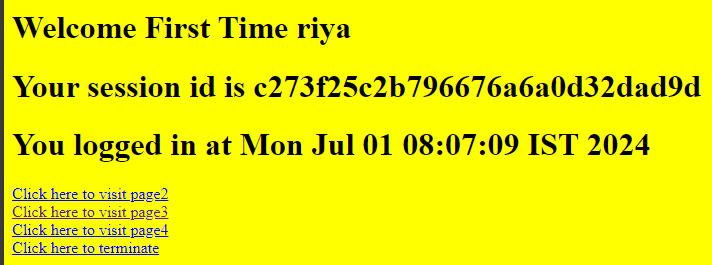 Welcome First Time riya
Your session id is c273f25c2b796676a6a0d32dad9d
You logged in at Mon Jul 01 08:07:09 IST 2024
Click here to visit page2
Click here to visit page3
Click here to visit page4
Click here to terminate